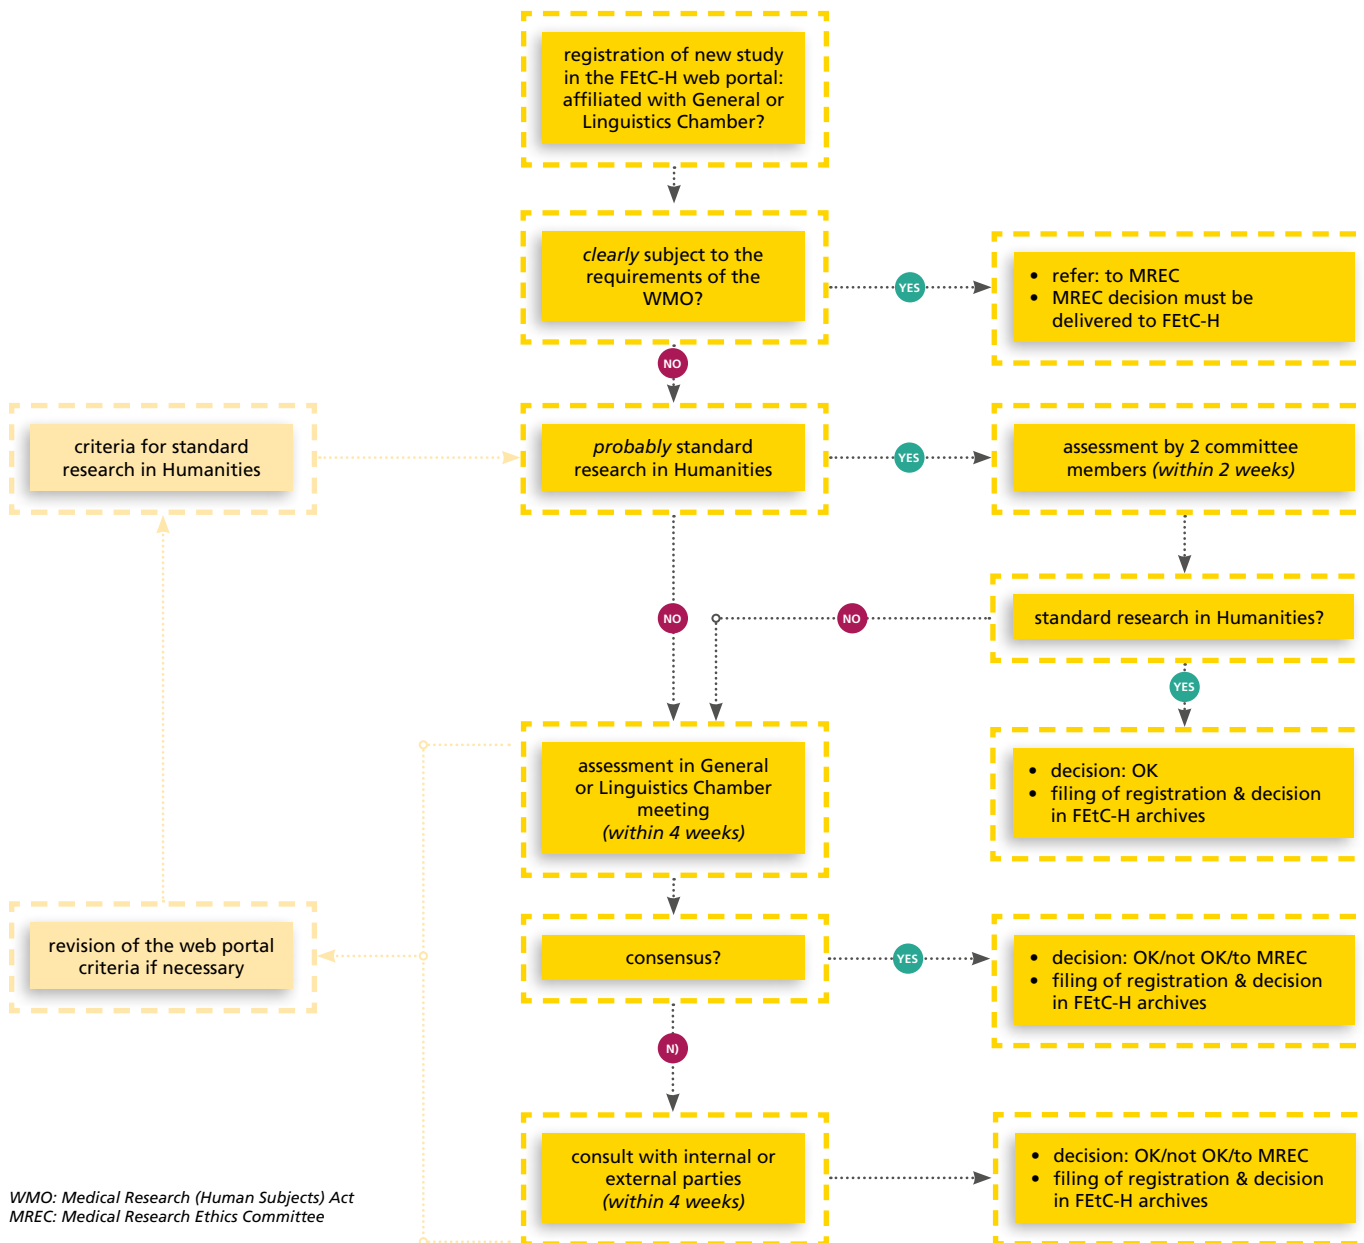 registration of new study
in the FEtC-H web portal:
affiliated with General or
Linguistics Chamber?
clearly subject to the
requirements of the
WMO?
YES
• refer: to MREC
• MREC decision must be
delivered to FEtC-H
NO
criteria for standard
research in Humanities
probably standard
research in Humanities
YES
assessment by 2 committee
members (within 2 weeks)
NO
NO
standard research in Humanities?
YES
assessment in General
or Linguistics Chamber
meeting
(within 4 weeks)
• decision: OK
• filing of registration & decision
in FEtC-H archives
revision of the web portal
criteria if necessary
consensus?
YES
• decision: OK/not OK/to MREC
• filing of registration & decision
in FEtC-H archives
N)
consult with internal or
external parties
(within 4 weeks)
• decision: OK/not OK/to MREC
• filing of registration & decision
in FEtC-H archives
WMO: Medical Research (Human Subjects) Act
MREC: Medical Research Ethics Committee